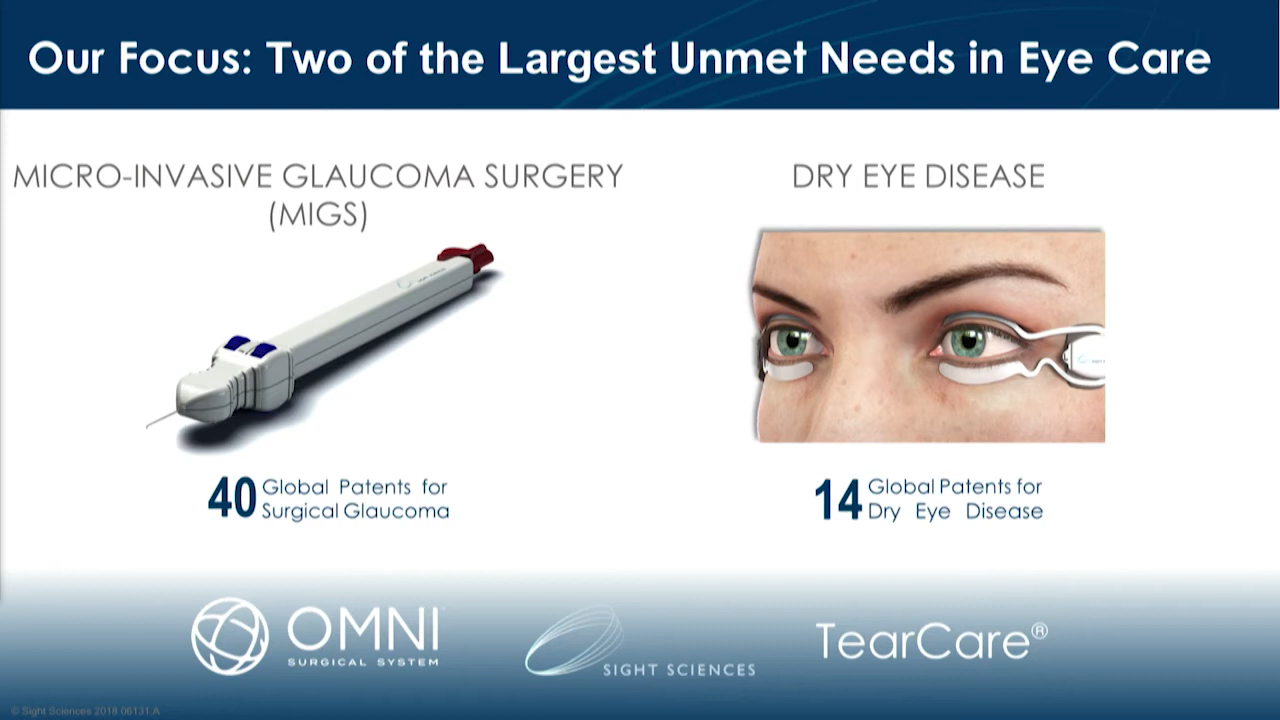 Our Focus: Two of the Largest Unmet Needs in Eye Care
MICRO-INVASIVE GLAUCOMA SURGERY
(MIGS)
40 Global Patents for
Surgical Glaucoma
DRY EYE DISEASE
14 Global Patents for
Dry Eye Disease
OMNI
SURGICAL SYSTEM
SIGHT SCIENCES
TearCare®
© Sight Sciences 2018 06131.A